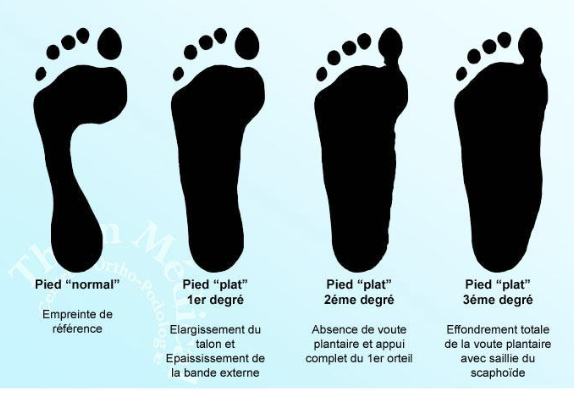 Pied “normal”
Empreinte de
référence
Pied “plat”
1er degré
Elargissement du
talon et
Epaississement de
la bande externe
Pied “plat”
2éme degré
Absence de voute
plantaire et appui
complet du 1er orteil
Pied “plat”
3éme degré
Effondrement totale
de la voute plantaire
avec saillie du
scaphoïde